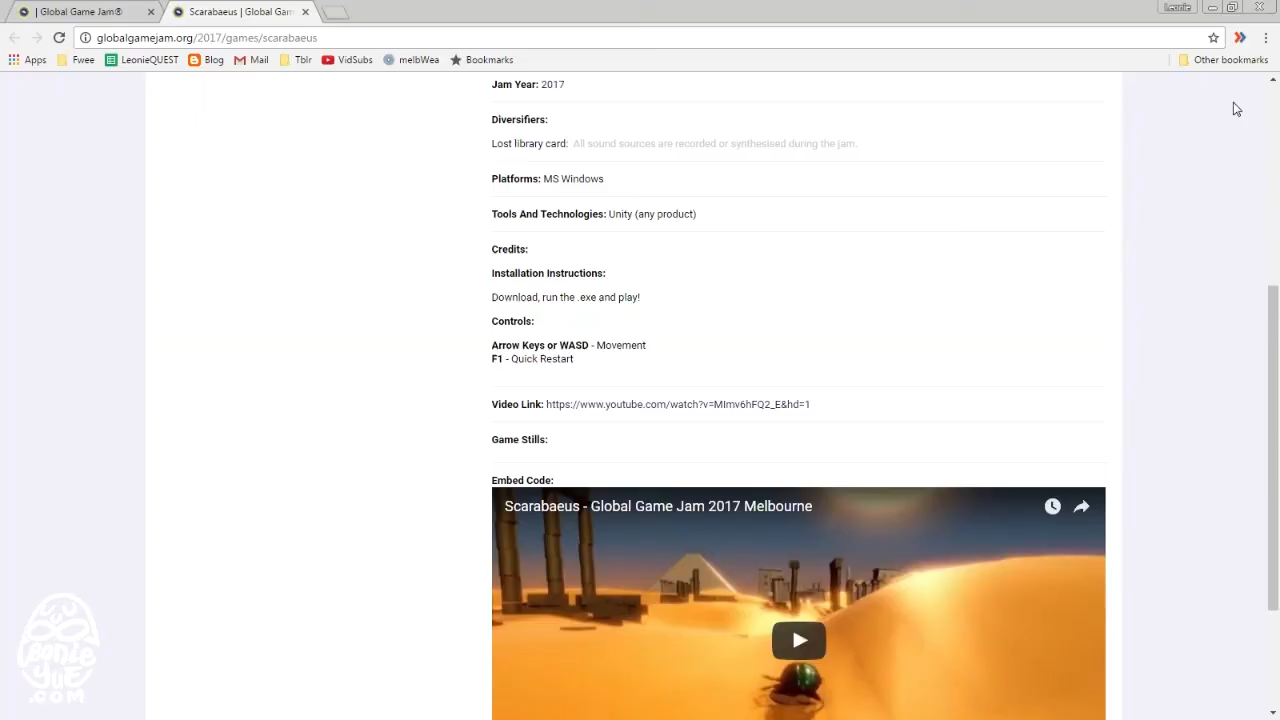 | Global Game Jam®
Scarabaeus | Global Gam
globalgamejam.org/2017/games/scarabaeus
Apps Fwee LeonieQUEST Blog Mail Tblr VidSubs melbWea Bookmarks Other bookmarks
Jam Year: 2017
Diversifiers:
Lost library card: All sound sources are recorded or synthesised during the jam.
Platforms: MS Windows
Tools And Technologies: Unity (any product)
Credits:
Installation Instructions:
Download, run the .exe and play!
Controls:
Arrow Keys or WASD - Movement
F1 - Quick Restart
Video Link: https://www.youtube.com/watch?v=MImv6hFQ2_E&hd=1
Game Stills:
Embed Code:
Scarabaeus - Global Game Jam 2017 Melbourne
Leonie
Yue
.COM